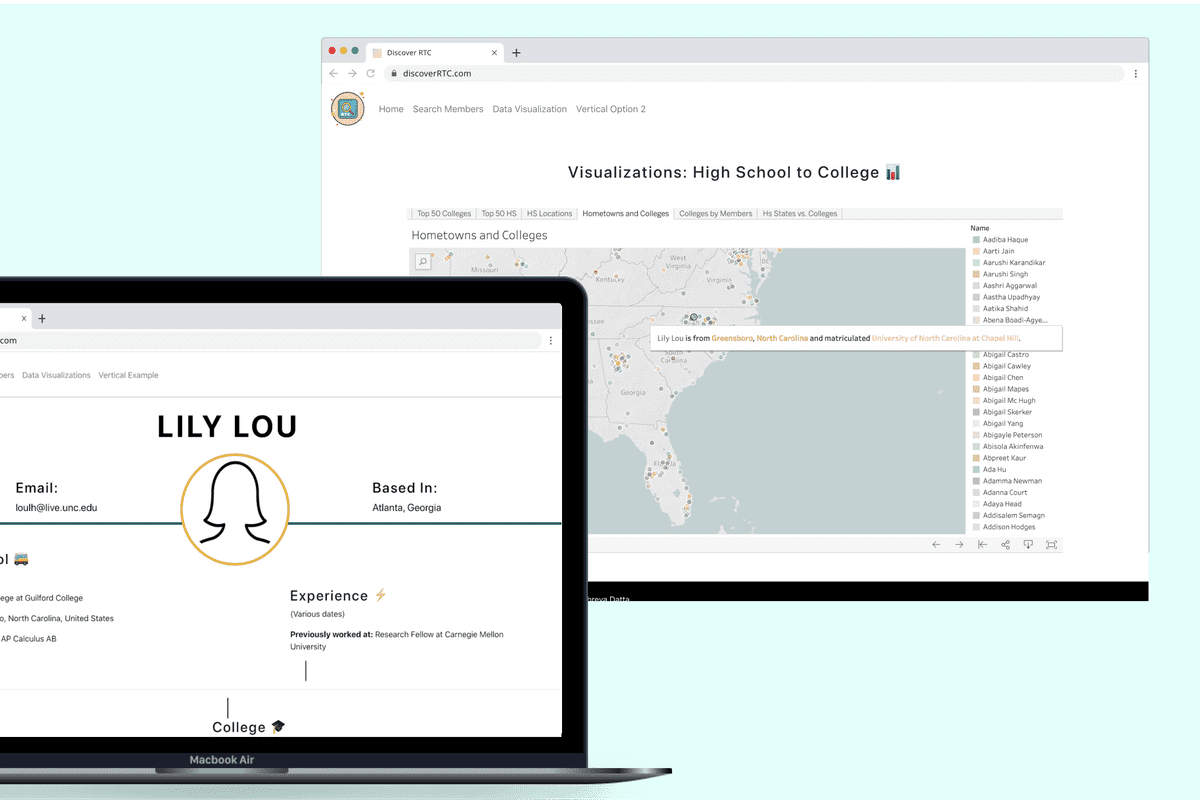 Discover RTC
discoverRTC.com
RTC
Home Search Members Data Visualization Vertical Option 2
Visualizations: High School to College
Top 50 Colleges Top 50 HS HS Locations Hometowns and Colleges Colleges by Members Hs States vs. Colleges
Hometowns and Colleges
Missouri
Kentucky
West
Virginia
Virginia
DE
essee
South
Carolina
Georgia
Florida
Lily Lou is from Greensboro, North Carolina and matriculated University of North Carolina at Chapel Hill.
Name
Aadiba Haque
Aarti Jain
Aarushi Karandikar
Aarushi Singh
Aashri Aggarwal
Aastha Upadhyay
Aatika Shahid
Abena Boadi-Agye...
Abigail Castro
Abigail Cawley
Abigail Chen
Abigail Mapes
Abigail Mc Hugh
Abigail Skerker
Abigail Yang
Abigayle Peterson
Abisola Akinfenwa
Abpreet Kaur
Ada Hu
Adamma Newman
Adanna Court
Adaya Head
Addisalem Semagn
Addison Hodges
hreya Datta
com
bers Data Visualizations Vertical Example
LILY LOU
Email:
loulh@live.unc.edu
Based In:
Atlanta, Georgia
ol
ege at Guilford College
o, North Carolina, United States
AP Calculus AB
Experience
(Various dates)
Previously worked at: Research Fellow at Carnegie Mellon
University
College
Macbook Air